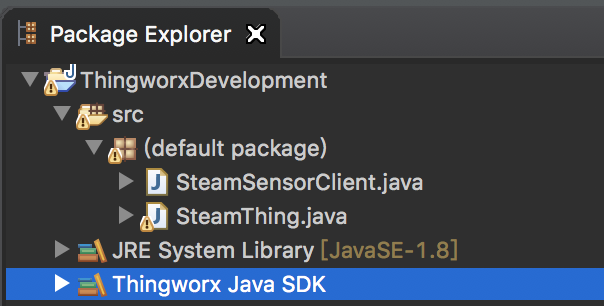 Package Explorer
ThingworxDevelopment
src
(default package)
SteamSensorClient.java
SteamThing.java
JRE System Library [JavaSE-1.8]
Thingworx Java SDK